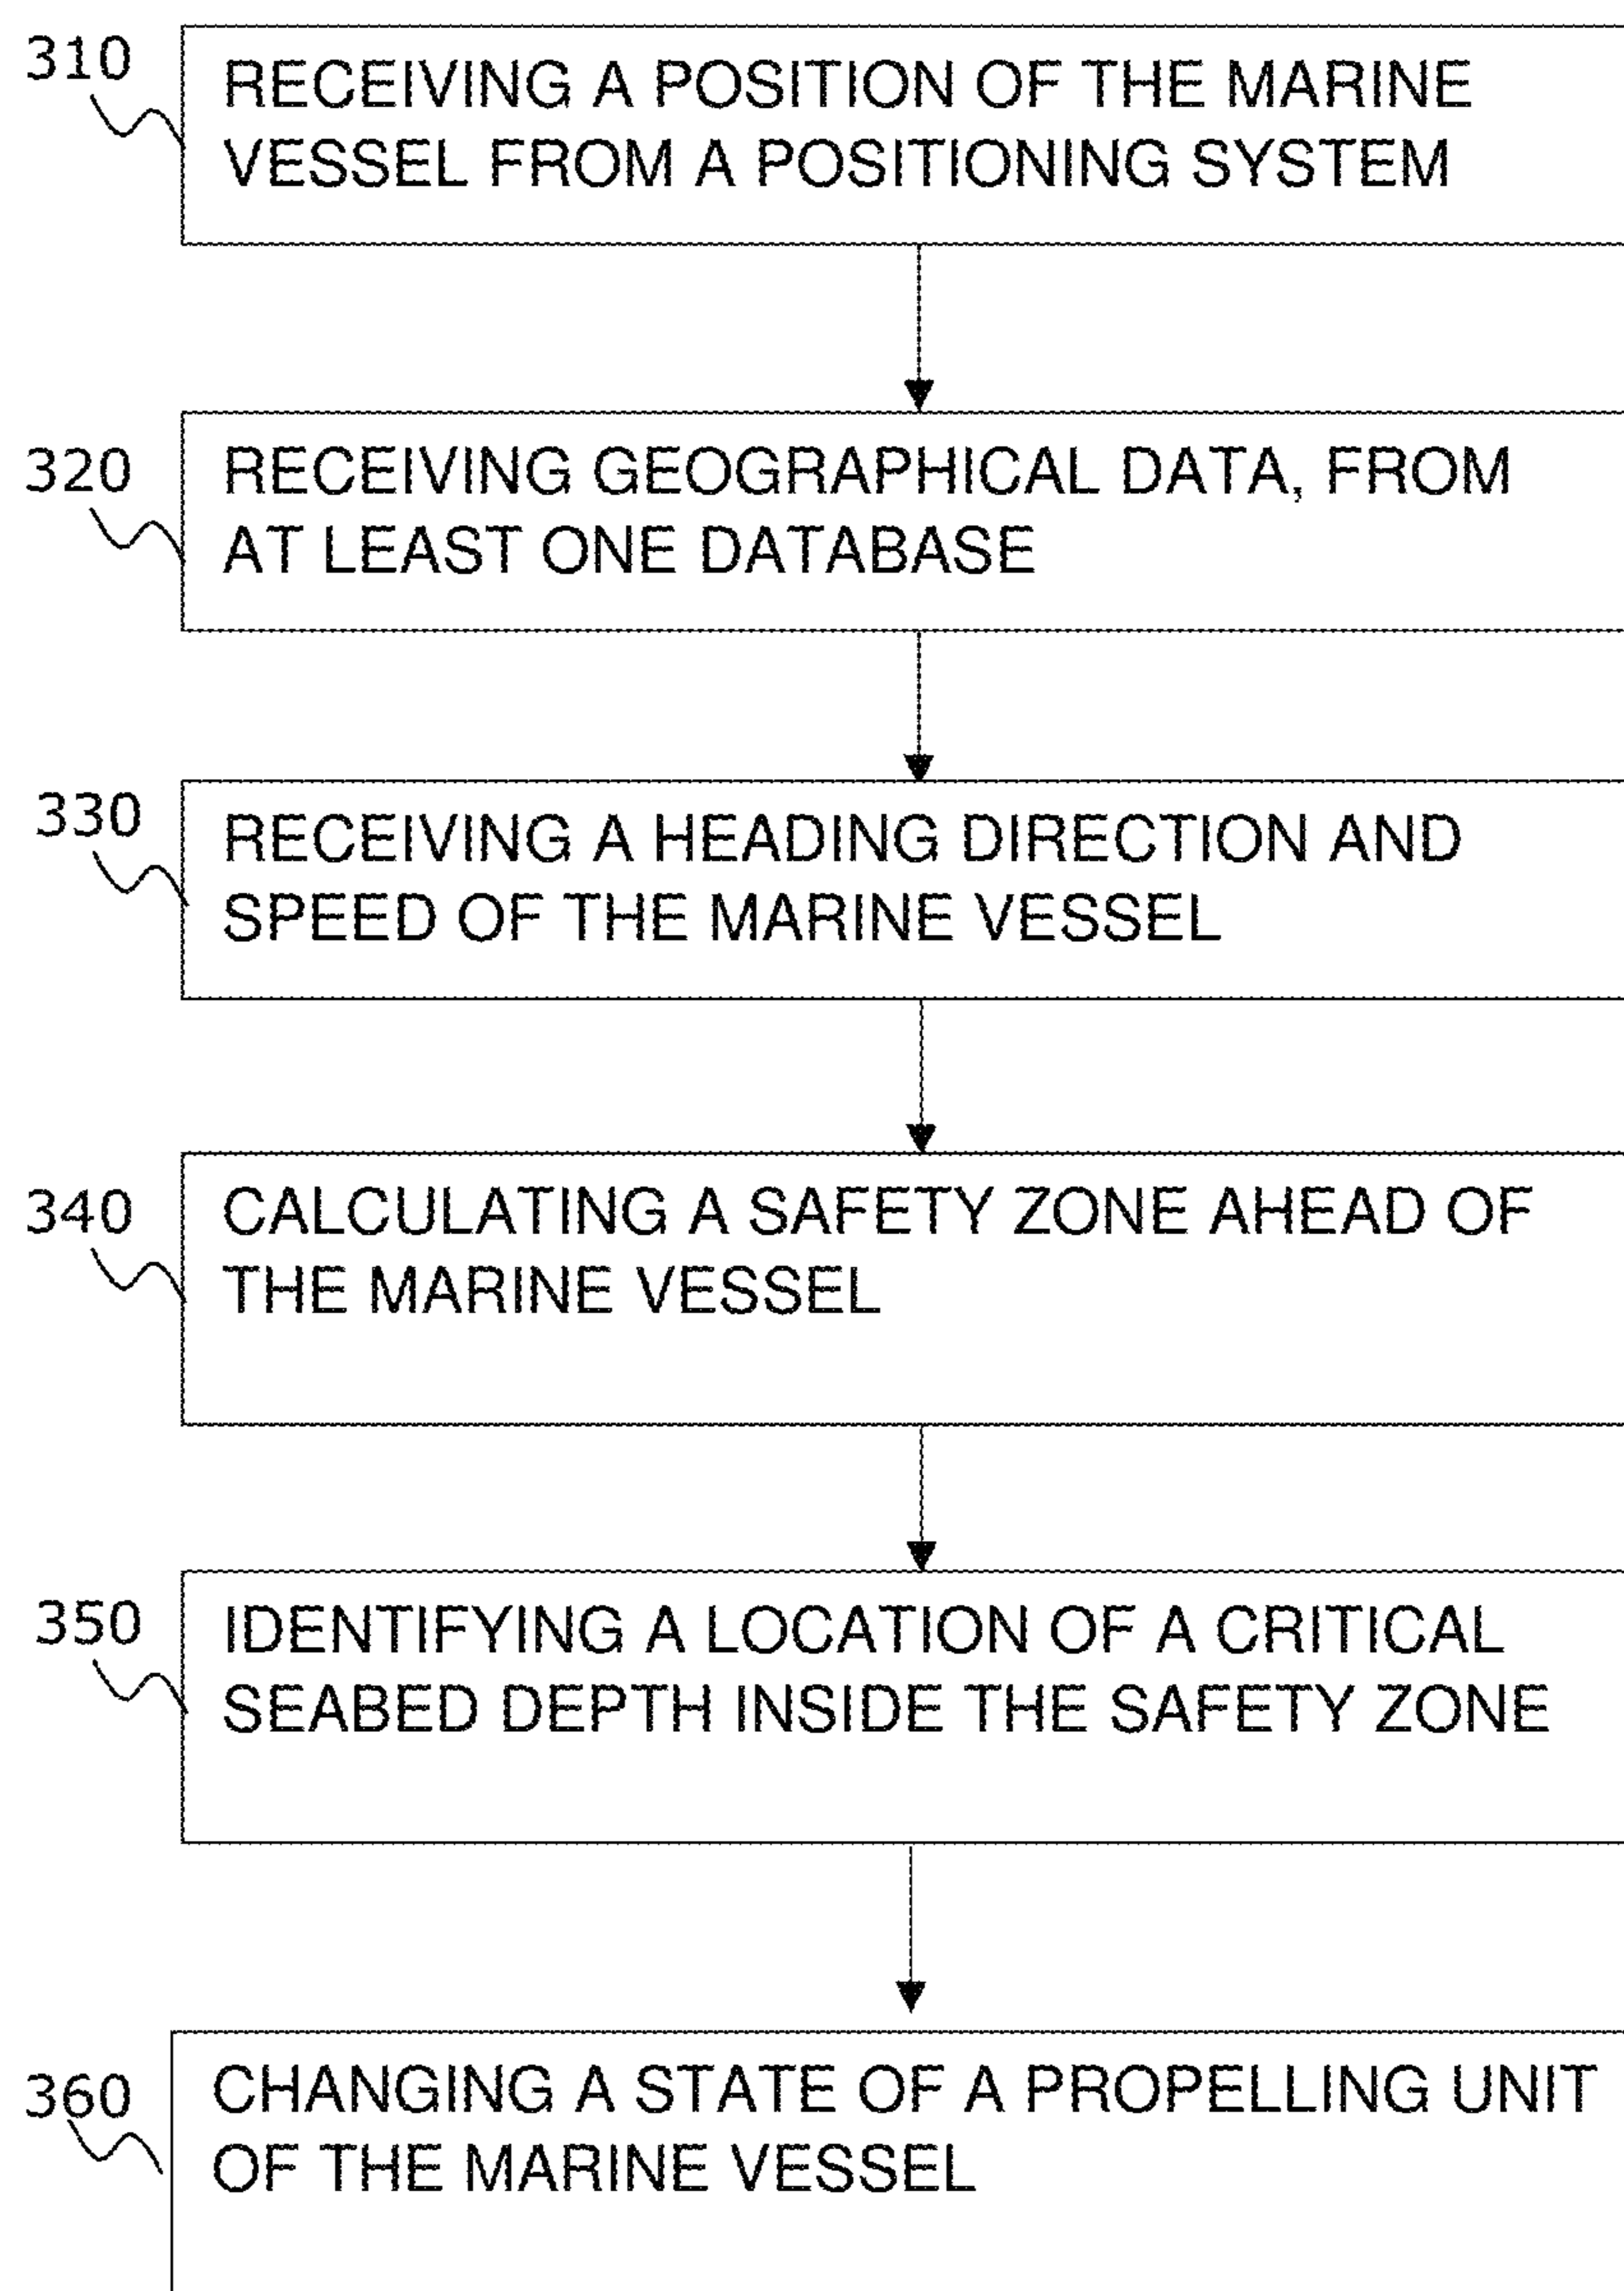 310
RECEIVING A POSITION OF THE MARINE
VESSEL FROM A POSITIONING SYSTEM
320
RECEIVING GEOGRAPHICAL DATA, FROM
AT LEAST ONE DATABASE
330
RECEIVING A HEADING DIRECTION AND
SPEED OF THE MARINE VESSEL
340
CALCULATING A SAFETY ZONE AHEAD OF
THE MARINE VESSEL
350
IDENTIFYING A LOCATION OF A CRITICAL
SEABED DEPTH INSIDE THE SAFETY ZONE
360
CHANGING A STATE OF A PROPELLING UNIT
OF THE MARINE VESSEL